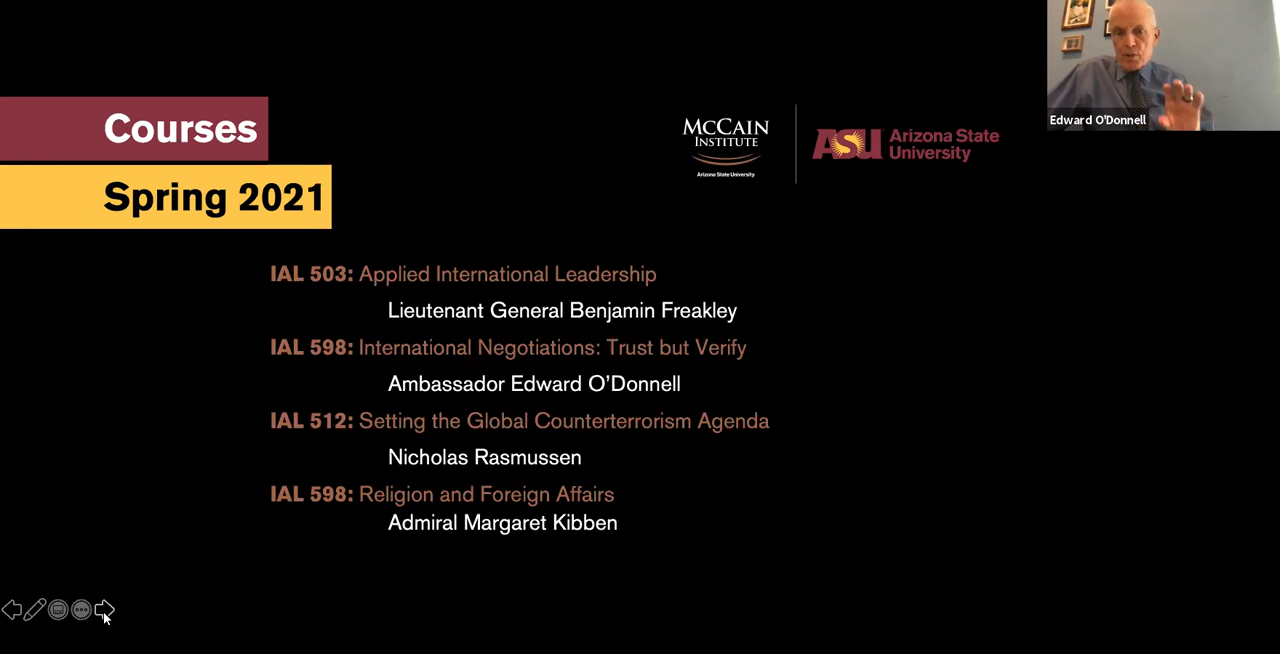 Courses
Spring 2021
McCain
Institute
Arizona State University
ASU
Arizona State
University
Edward O'Donnell
IAL 503: Applied International Leadership
Lieutenant General Benjamin Freakley
IAL 598: International Negotiations: Trust but Verify
Ambassador Edward O’Donnell
IAL 512: Setting the Global Counterterrorism Agenda
Nicholas Rasmussen
IAL 598: Religion and Foreign Affairs
Admiral Margaret Kibben